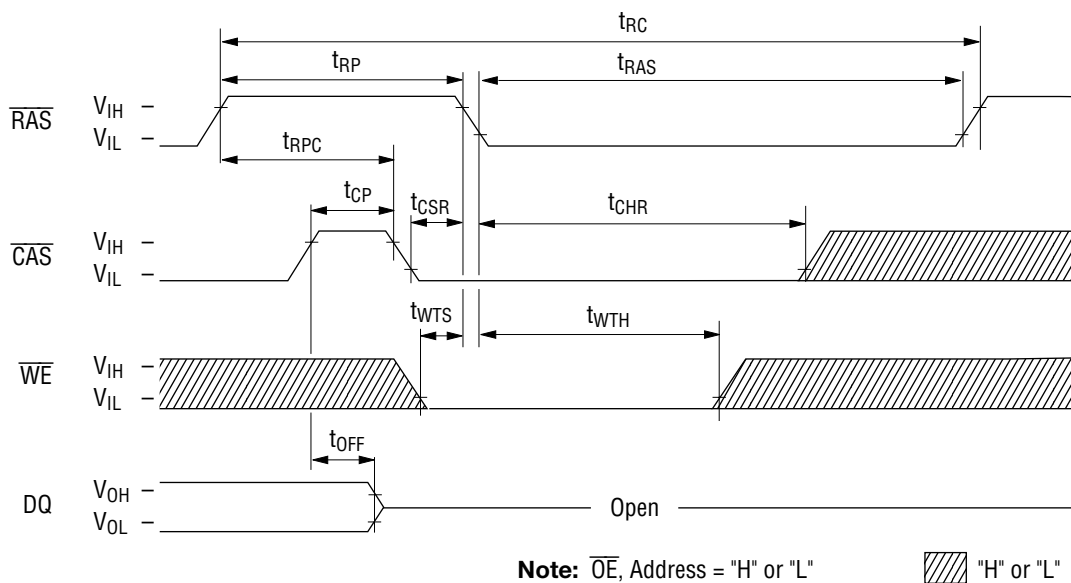 tRC
tRP
tRAS
RAS
VIH
VIL
tRPC
tCP
tCSR
tCHR
CAS
VIH
VIL
tWTS
tWTH
WE
VIH
VIL
tOFF
DQ
VOH
VOL
Open
Note: OE, Address = "H" or "L"
"H" or "L"